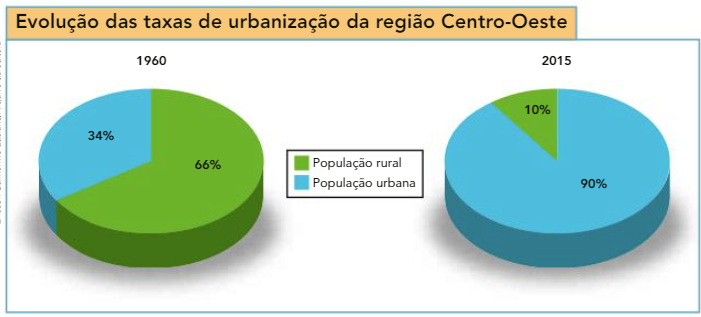 Evolução das taxas de urbanização da região Centro-Oeste
1960
2015
34%
66%
População rural
População urbana
10%
90%